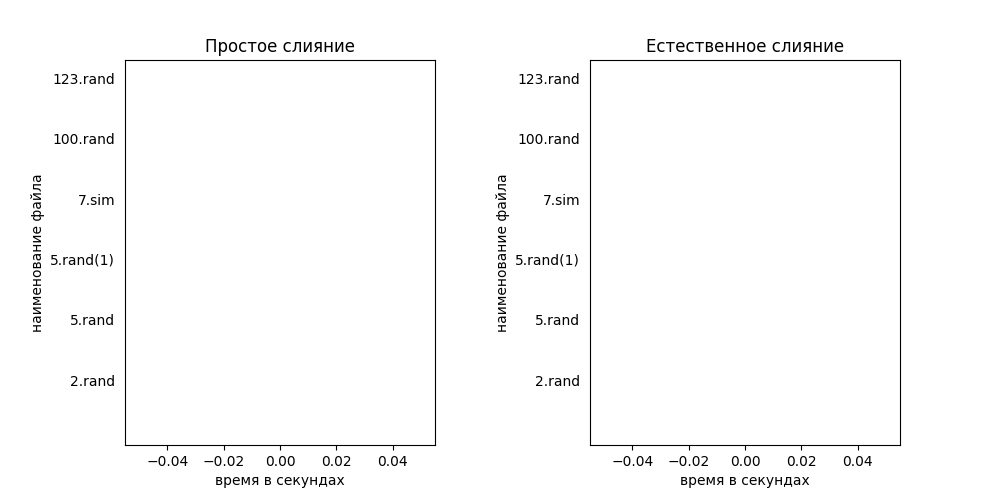 Простое слияние
123.rand
100.rand
7.sim
5.rand(1)
5.rand
2.rand
наименование файла
−0.04 −0.02 0.00 0.02 0.04
время в секундах
Естественное слияние
123.rand
100.rand
7.sim
5.rand(1)
5.rand
2.rand
наименование файла
−0.04 −0.02 0.00 0.02 0.04
время в секундах